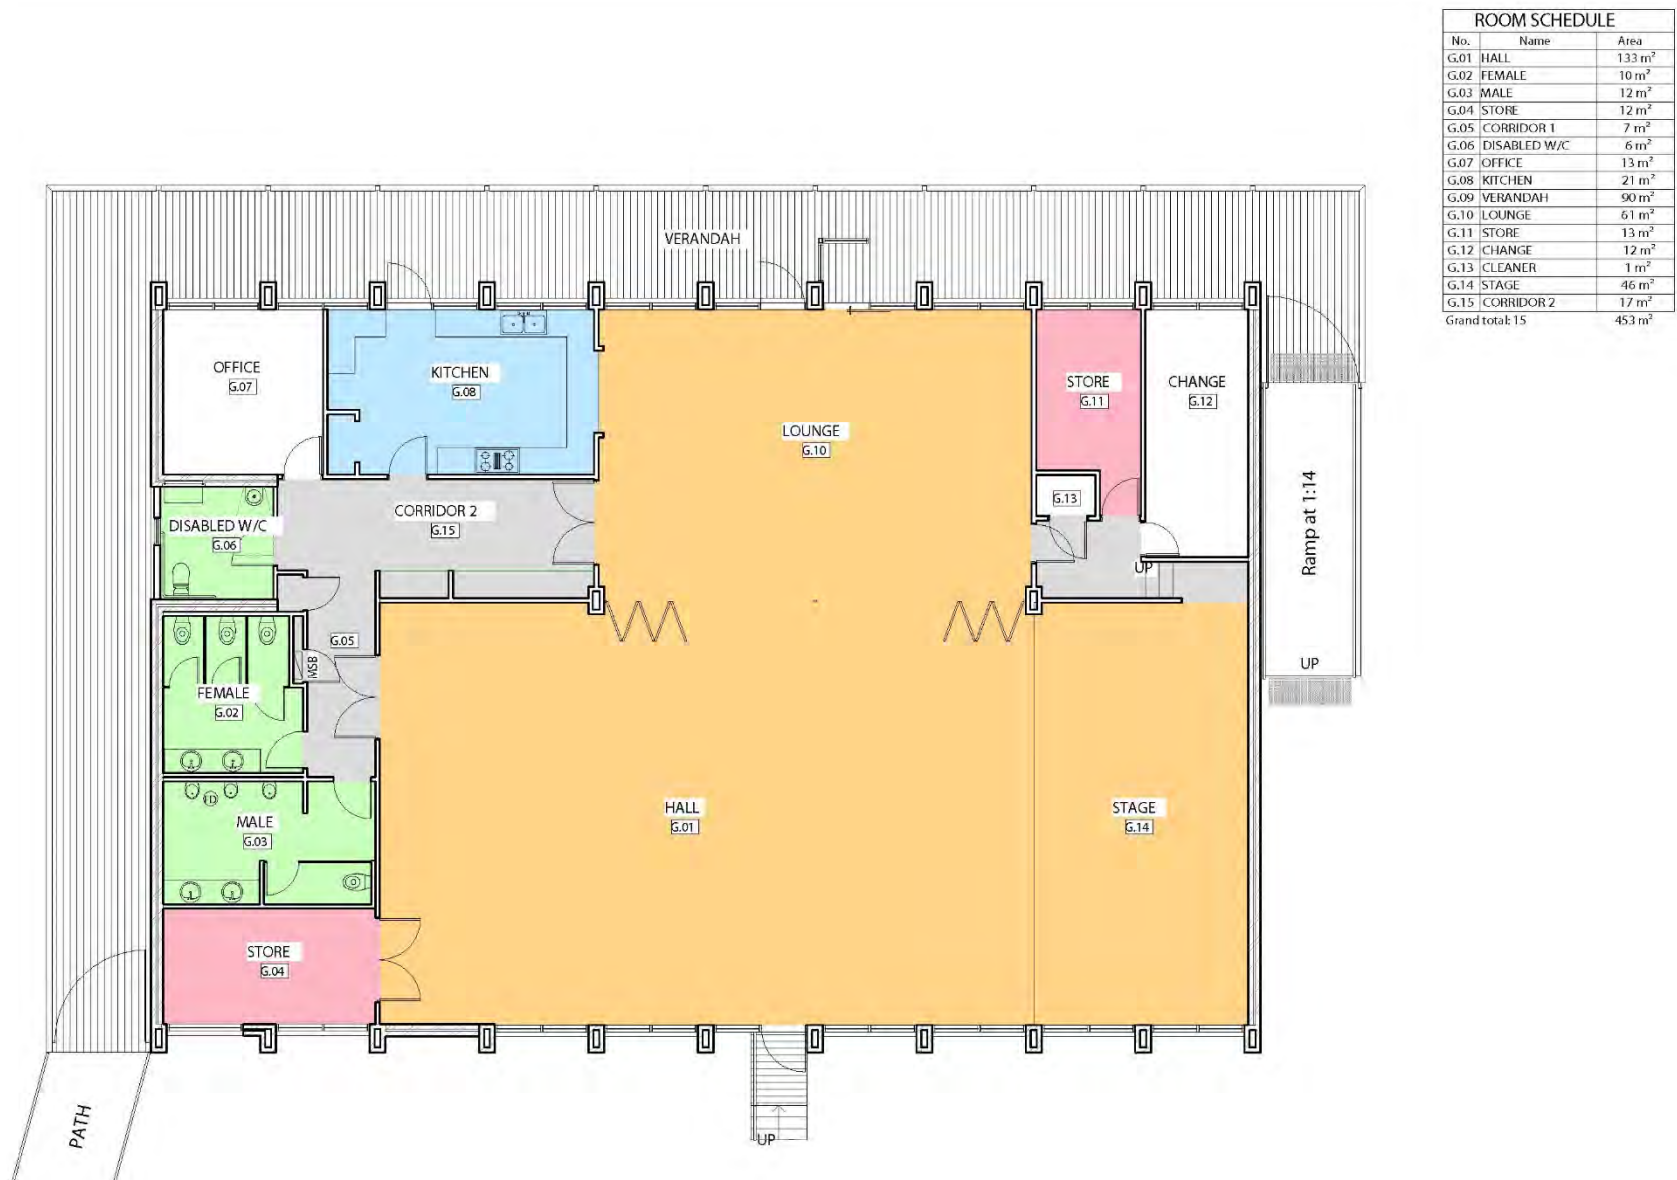 ROOM SCHEDULE
No. Name Area
G.01 HALL 133 m²
G.02 FEMALE 10 m²
G.03 MALE 12 m²
G.04 STORE 12 m²
G.05 CORRIDOR 1 7 m²
G.06 DISABLED W/C 6 m²
G.07 OFFICE 13 m²
G.08 KITCHEN 21 m²
G.09 VERANDAH 90 m²
G.10 LOUNGE 61 m²
G.11 STORE 13 m²
G.12 CHANGE 12 m²
G.13 CLEANER 1 m²
G.14 STAGE 46 m²
G.15 CORRIDOR 2 17 m²
Grand total: 15 453 m²
VERANDAH
OFFICE
G.07
KITCHEN
G.08
LOUNGE
G.10
STORE
G.11
CHANGE
G.12
G.13
DISABLED W/C
G.06
CORRIDOR 2
G.15
UP
Ramp at 1:14
UP
G.05
MSB
FEMALE
G.02
FD
MALE
G.03
HALL
G.01
STAGE
G.14
STORE
G.04
PATH
UP